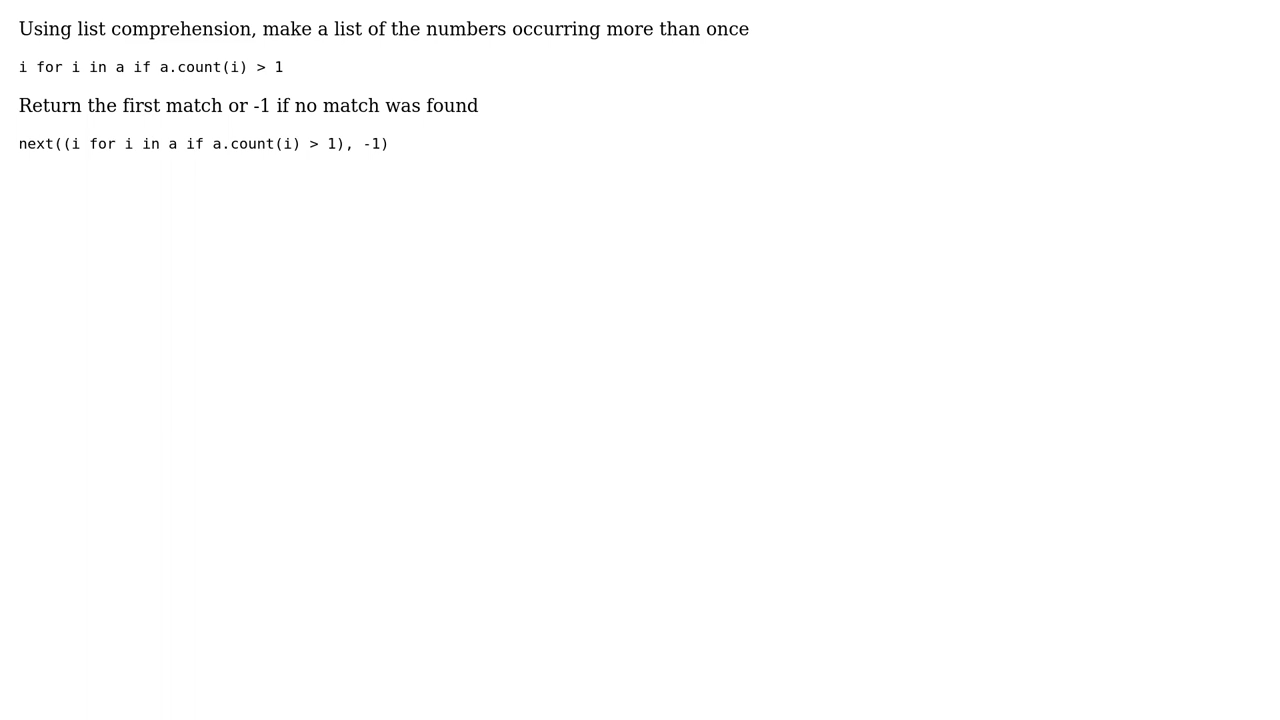 Using list comprehension, make a list of the numbers occurring more than once
i for i in a if a.count(i) > 1
Return the first match or -1 if no match was found
next((i for i in a if a.count(i) > 1), -1)